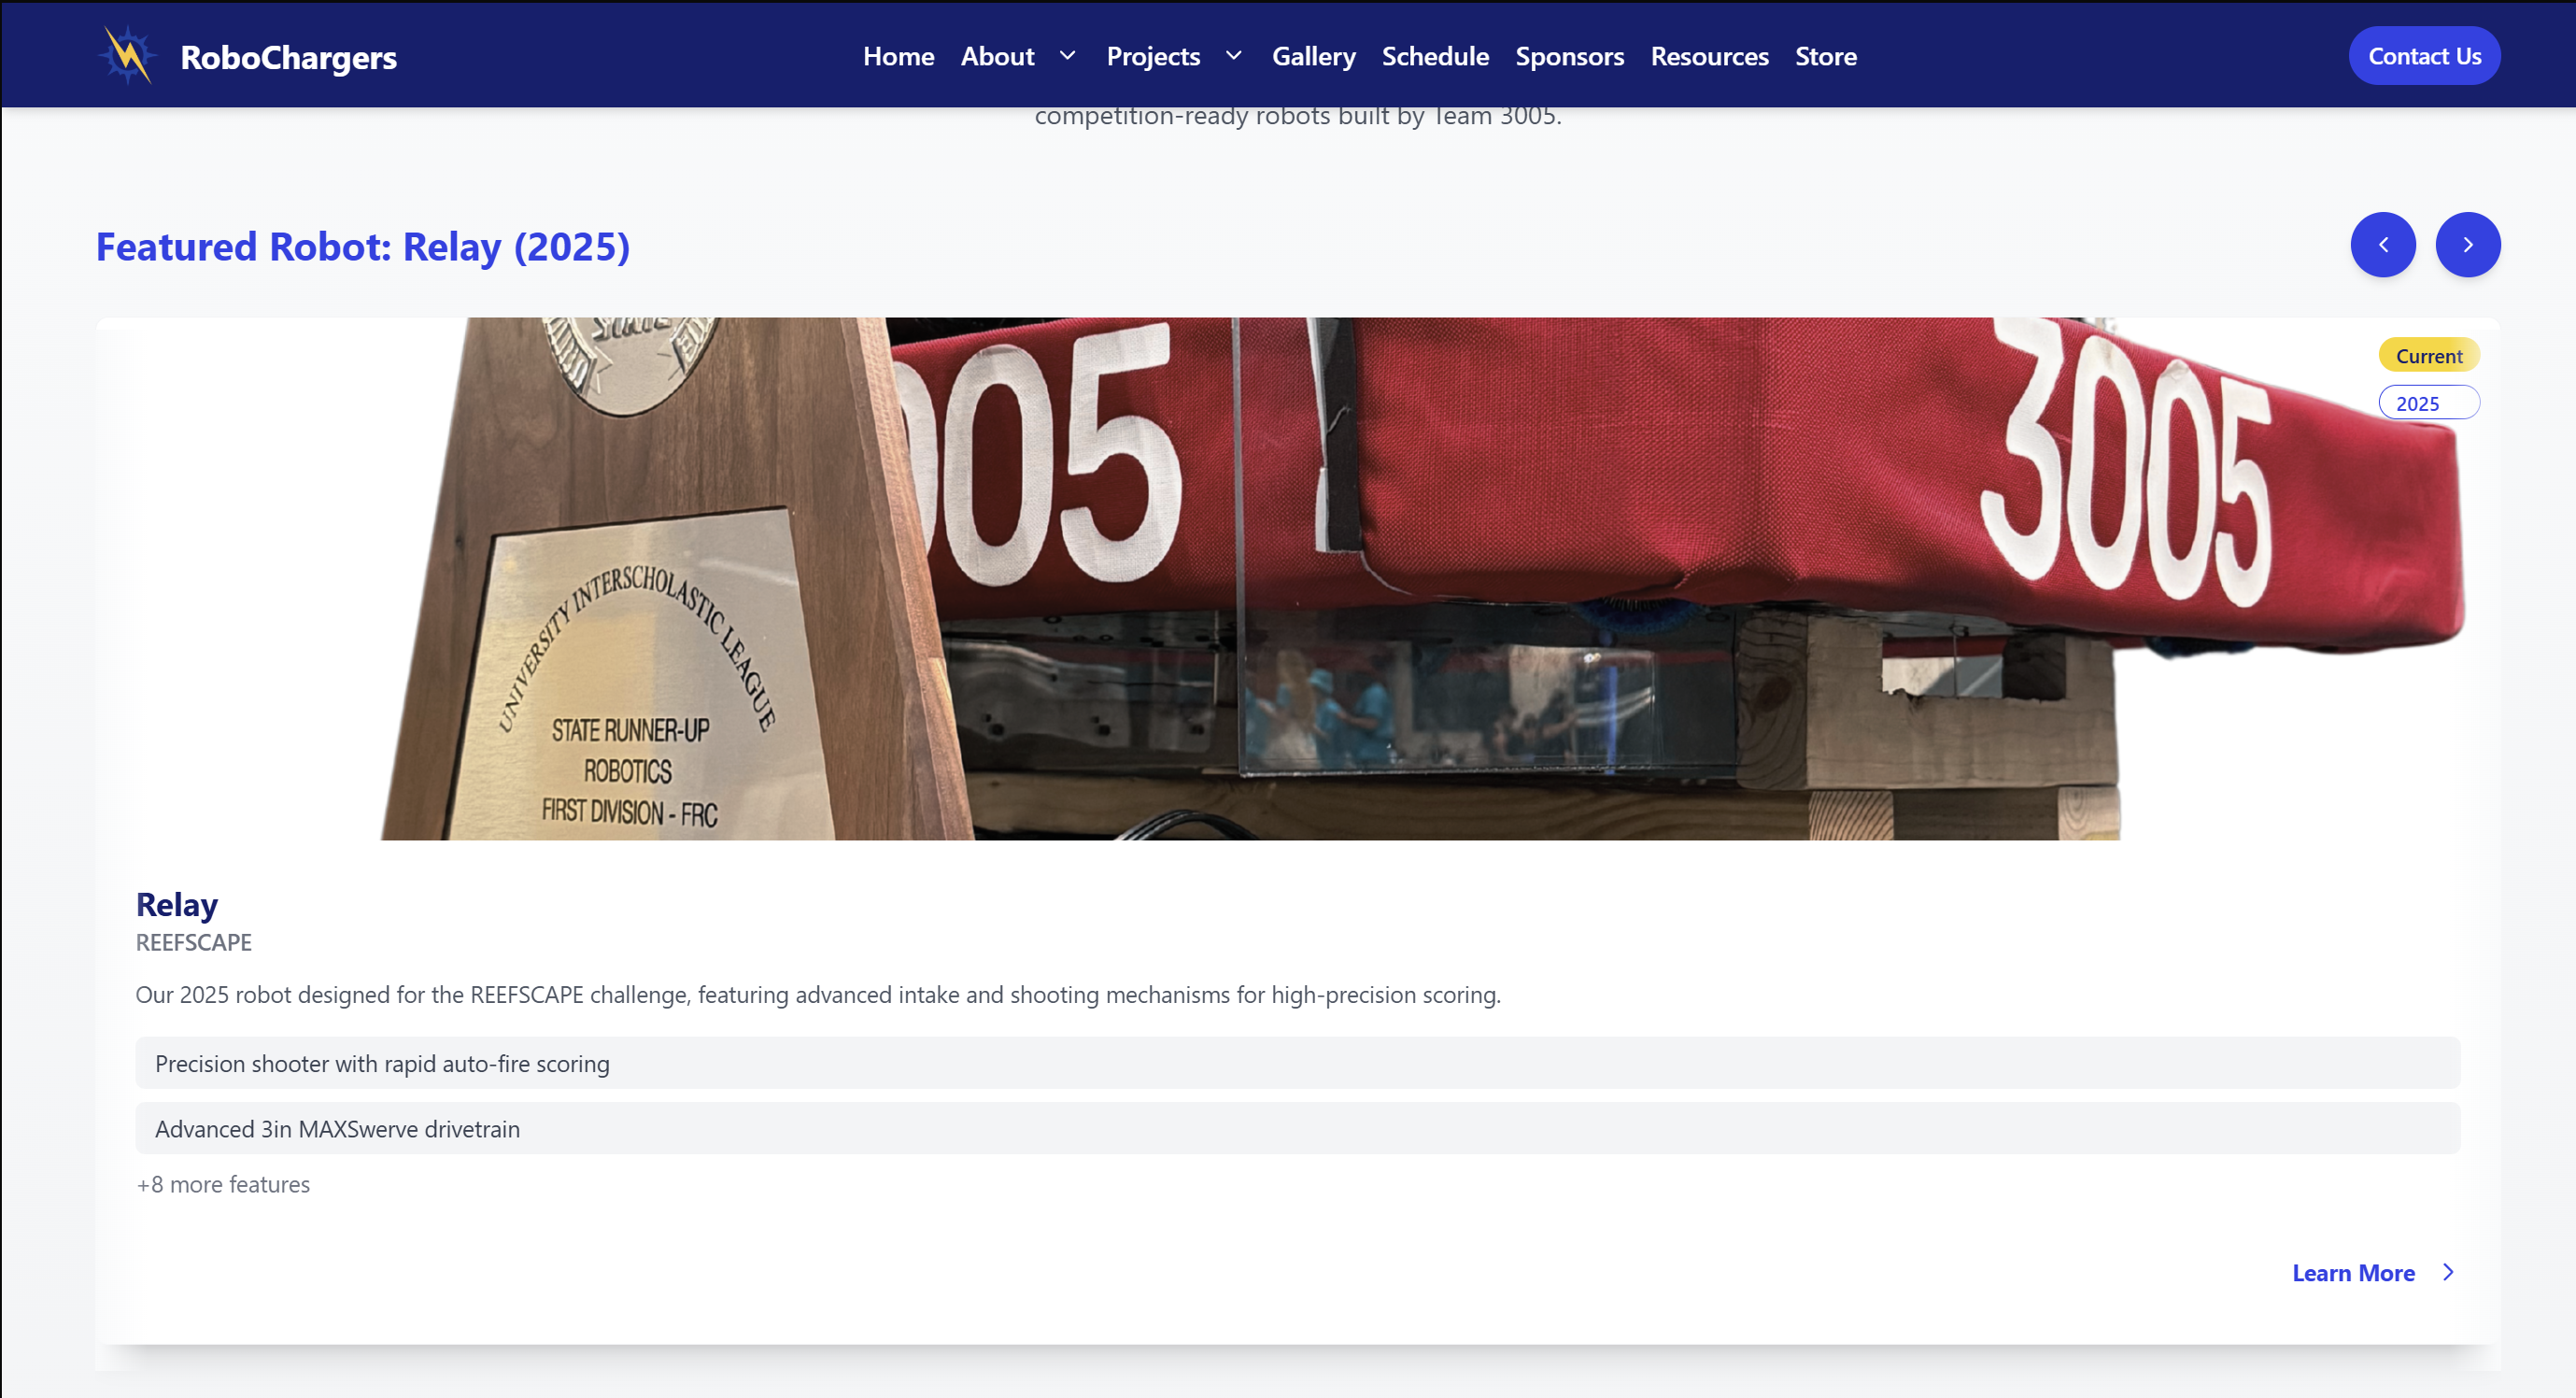 RoboChargers
Home About Projects Gallery Schedule Sponsors Resources Store
Contact Us
competition-ready robots built by Team 3005.
Featured Robot: Relay (2025)
Current
2025
STATE
005
3005
UNIVERSITY INTERSCHOLASTIC LEAGUE
STATE RUNNER-UP
ROBOTICS
FIRST DIVISION - FRC
Relay
REEFSCAPE
Our 2025 robot designed for the REEFSCAPE challenge, featuring advanced intake and shooting mechanisms for high-precision scoring.
Precision shooter with rapid auto-fire scoring
Advanced 3in MAXSwerve drivetrain
+8 more features
Learn More